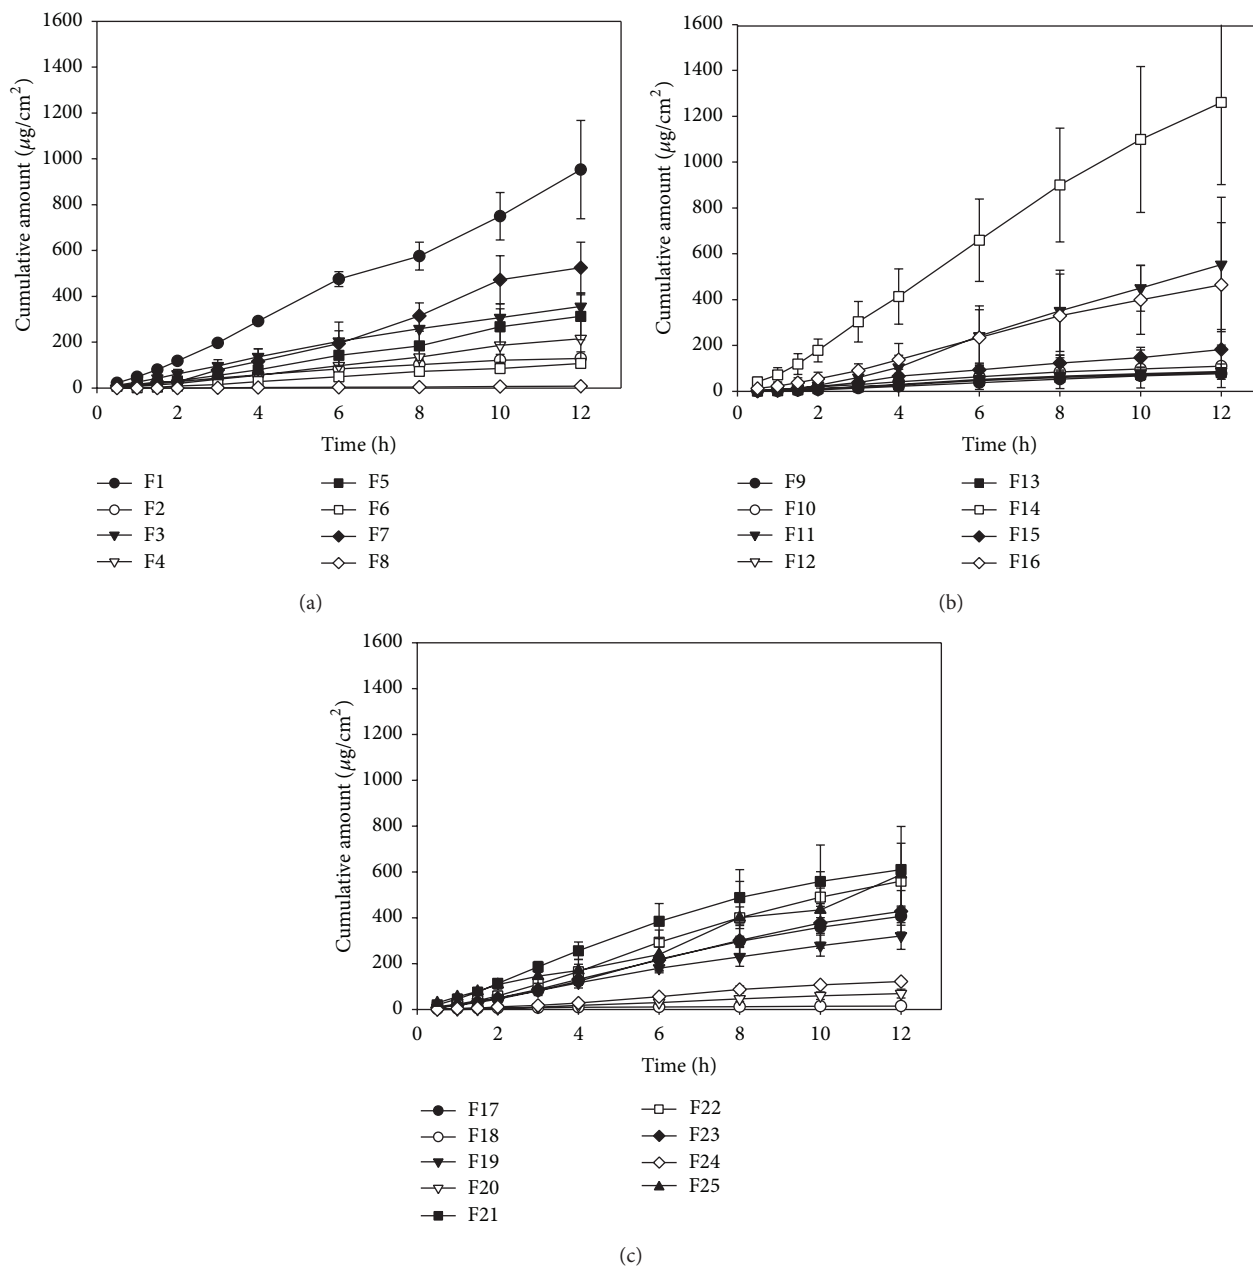 1600
1400
1200
1000
800
600
400
200
0
Cumulative amount (μg/cm²)
0 2 4 6 8 10 12
Time (h)
F1 F5
F2 F6
F3 F7
F4 F8
(a)
1600
1400
1200
1000
800
600
400
200
0
Cumulative amount (μg/cm²)
0 2 4 6 8 10 12
Time (h)
F9 F13
F10 F14
F11 F15
F12 F16
(b)
1600
1400
1200
1000
800
600
400
200
0
Cumulative amount (μg/cm²)
0 2 4 6 8 10 12
Time (h)
F17 F22
F18 F23
F19 F24
F20 F25
F21
(c)